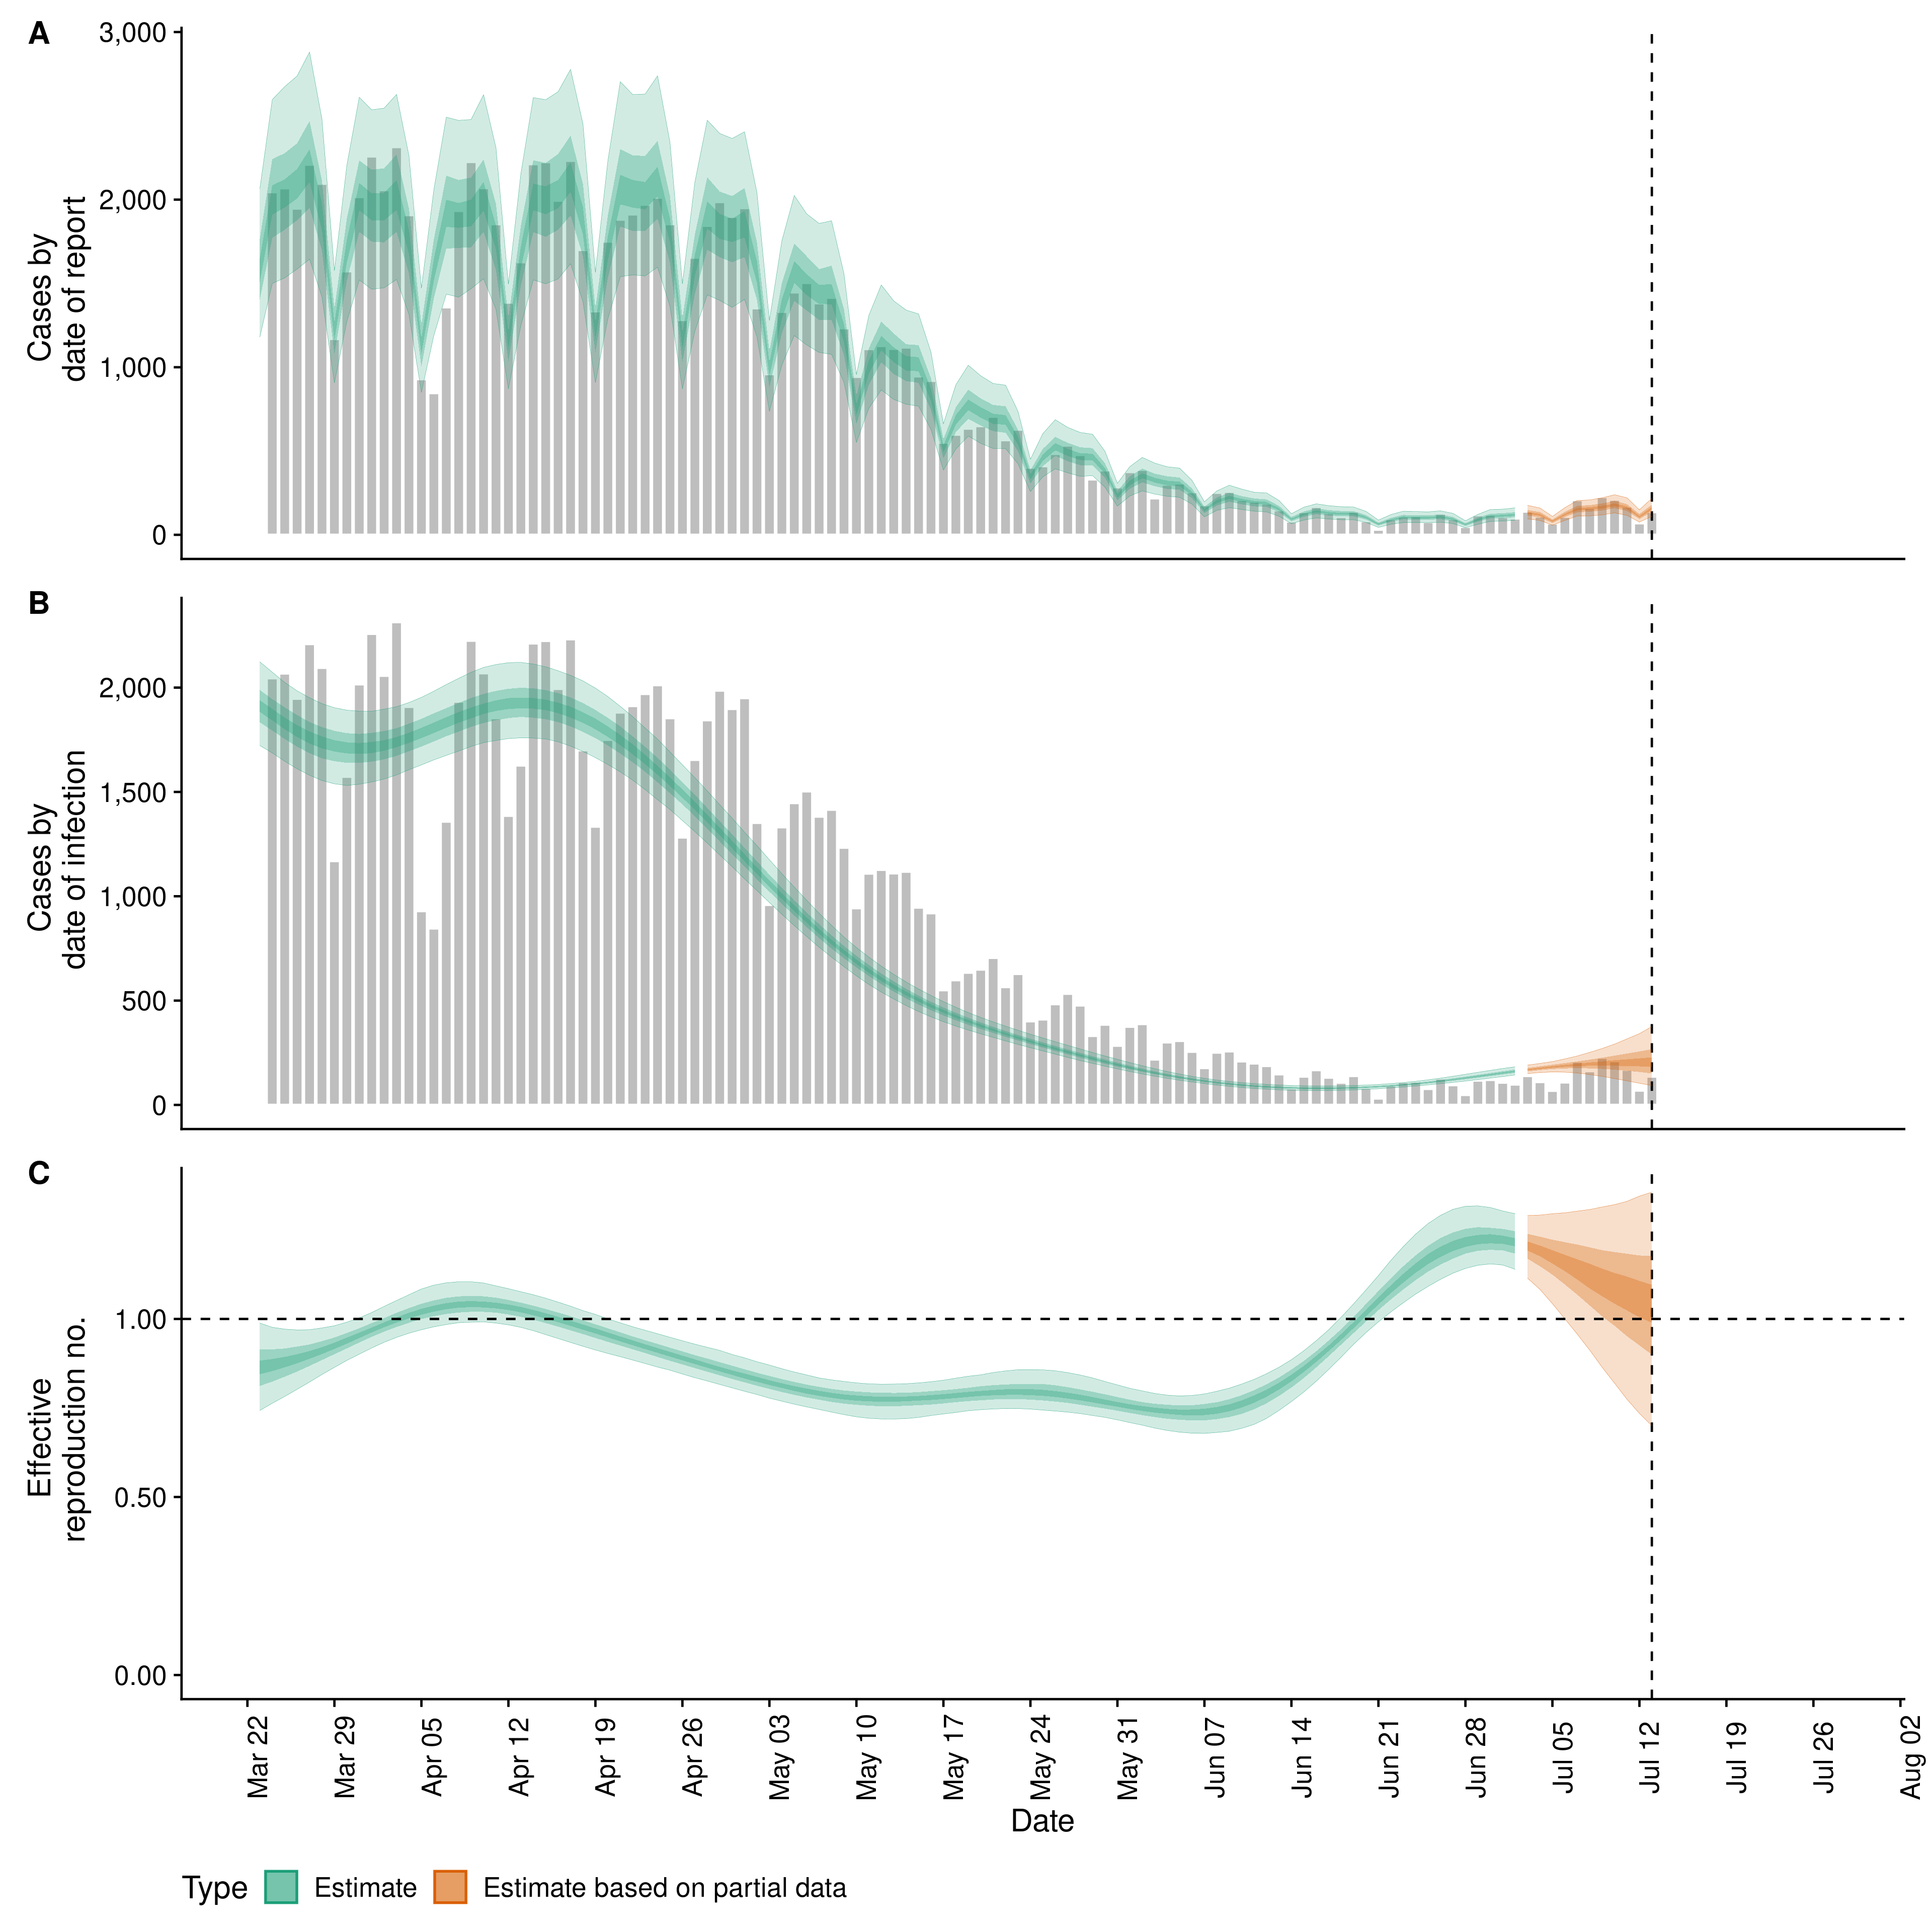 A
3,000
2,000
1,000
0
Cases by
date of report
B
2,000
1,500
1,000
500
0
Cases by
date of infection
C
1.00
0.50
0.00
Effective
reproduction no.
Mar 22
Mar 29
Apr 05
Apr 12
Apr 19
Apr 26
May 03
May 10
May 17
May 24
May 31
Jun 07
Jun 14
Jun 21
Jun 28
Jul 05
Jul 12
Jul 19
Jul 26
Aug 02
Date
Type Estimate Estimate based on partial data